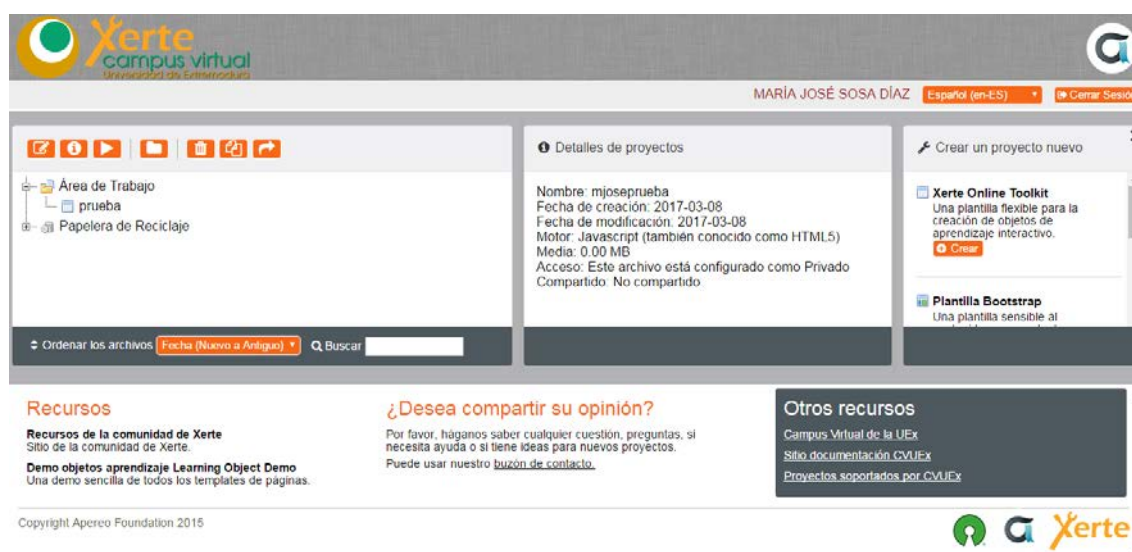 Xerte
campus virtual
Universidad de Extremadura
MARÍA JOSÉ SOSA DÍAZ
Español (en-ES)
Cerrar Sesión
Área de Trabajo
prueba
Papelera de Reciclaje
Ordenar los archivos Fecha (Nuevo a Antiguo) Buscar
Detalles de proyectos
Nombre: mjoseprueba
Fecha de creación: 2017-03-08
Fecha de modificación: 2017-03-08
Motor: Javascript (también conocido como HTML5)
Media: 0.00 MB
Acceso: Este archivo está configurado como Privado
Compartido: No compartido
Crear un proyecto nuevo
Xerte Online Toolkit
Una plantilla flexible para la
creación de objetos de
aprendizaje interactivo.
Crear
Plantilla Bootstrap
Una plantilla sensible al
Recursos
Recursos de la comunidad de Xerte
Sitio de la comunidad de Xerte.
Demo objetos aprendizaje Learning Object Demo
Una demo sencilla de todos los templates de páginas.
¿Desea compartir su opinión?
Por favor, háganos saber cualquier cuestión, preguntas, si
necesita ayuda o si tiene ideas para nuevos proyectos.
Puede usar nuestro buzón de contacto.
Otros recursos
Campus Virtual de la UEx
Sitio documentación CVUEx
Proyectos soportados por CVUEx
Copyright Apereo Foundation 2015
Xerte